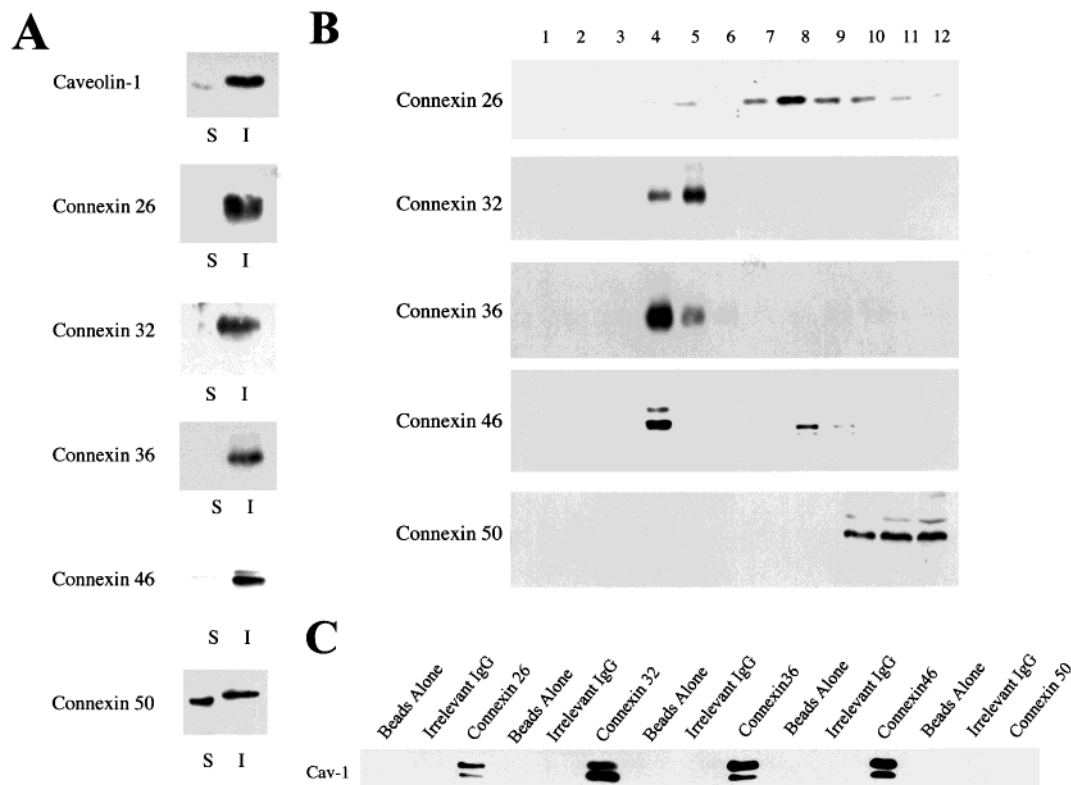 A
Caveolin-1
S I
Connexin 26
S I
Connexin 32
S I
Connexin 36
S I
Connexin 46
S I
Connexin 50
S I
B
1 2 3 4 5 6 7 8 9 10 11 12
Connexin 26
Connexin 32
Connexin 36
Connexin 46
Connexin 50
C
Beads Alone
Irrelevant IgG
Connexin 26
Beads Alone
Irrelevant IgG
Connexin 32
Beads Alone
Irrelevant IgG
Connexin36
Beads Alone
Irrelevant IgG
Connexin46
Beads Alone
Irrelevant IgG
Connexin 50
Cav-1